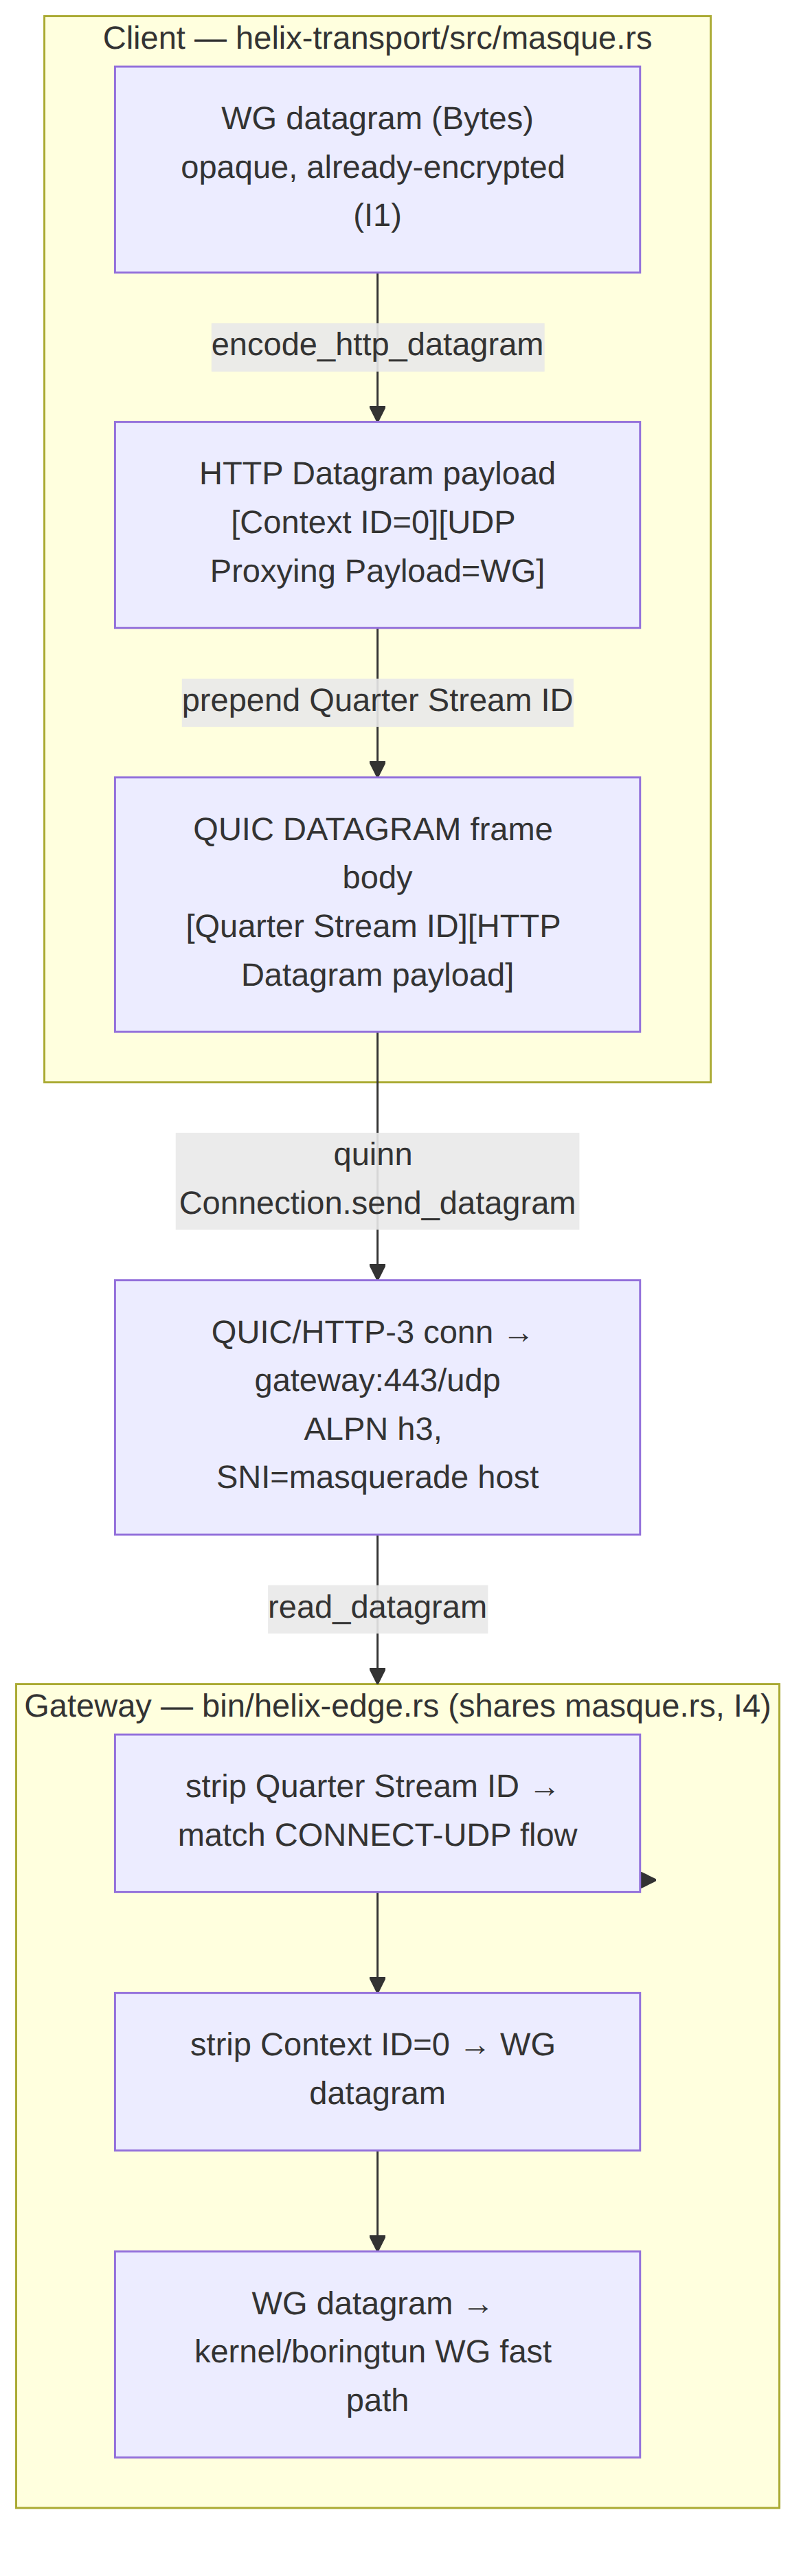 Client — helix-transport/src/masque.rs
WG datagram (Bytes)
opaque, already-encrypted
(I1)
encode_http_datagram
HTTP Datagram payload
[Context ID=0][UDP
Proxying Payload=WG]
prepend Quarter Stream ID
QUIC DATAGRAM frame
body
[Quarter Stream ID][HTTP
Datagram payload]
quinn
Connection.send_datagram
QUIC/HTTP-3 conn →
gateway:443/udp
ALPN h3,
SNI=masquerade host
read_datagram
Gateway — bin/helix-edge.rs (shares masque.rs, I4)
strip Quarter Stream ID →
match CONNECT-UDP flow
strip Context ID=0 → WG
datagram
WG datagram →
kernel/boringtun WG fast
path